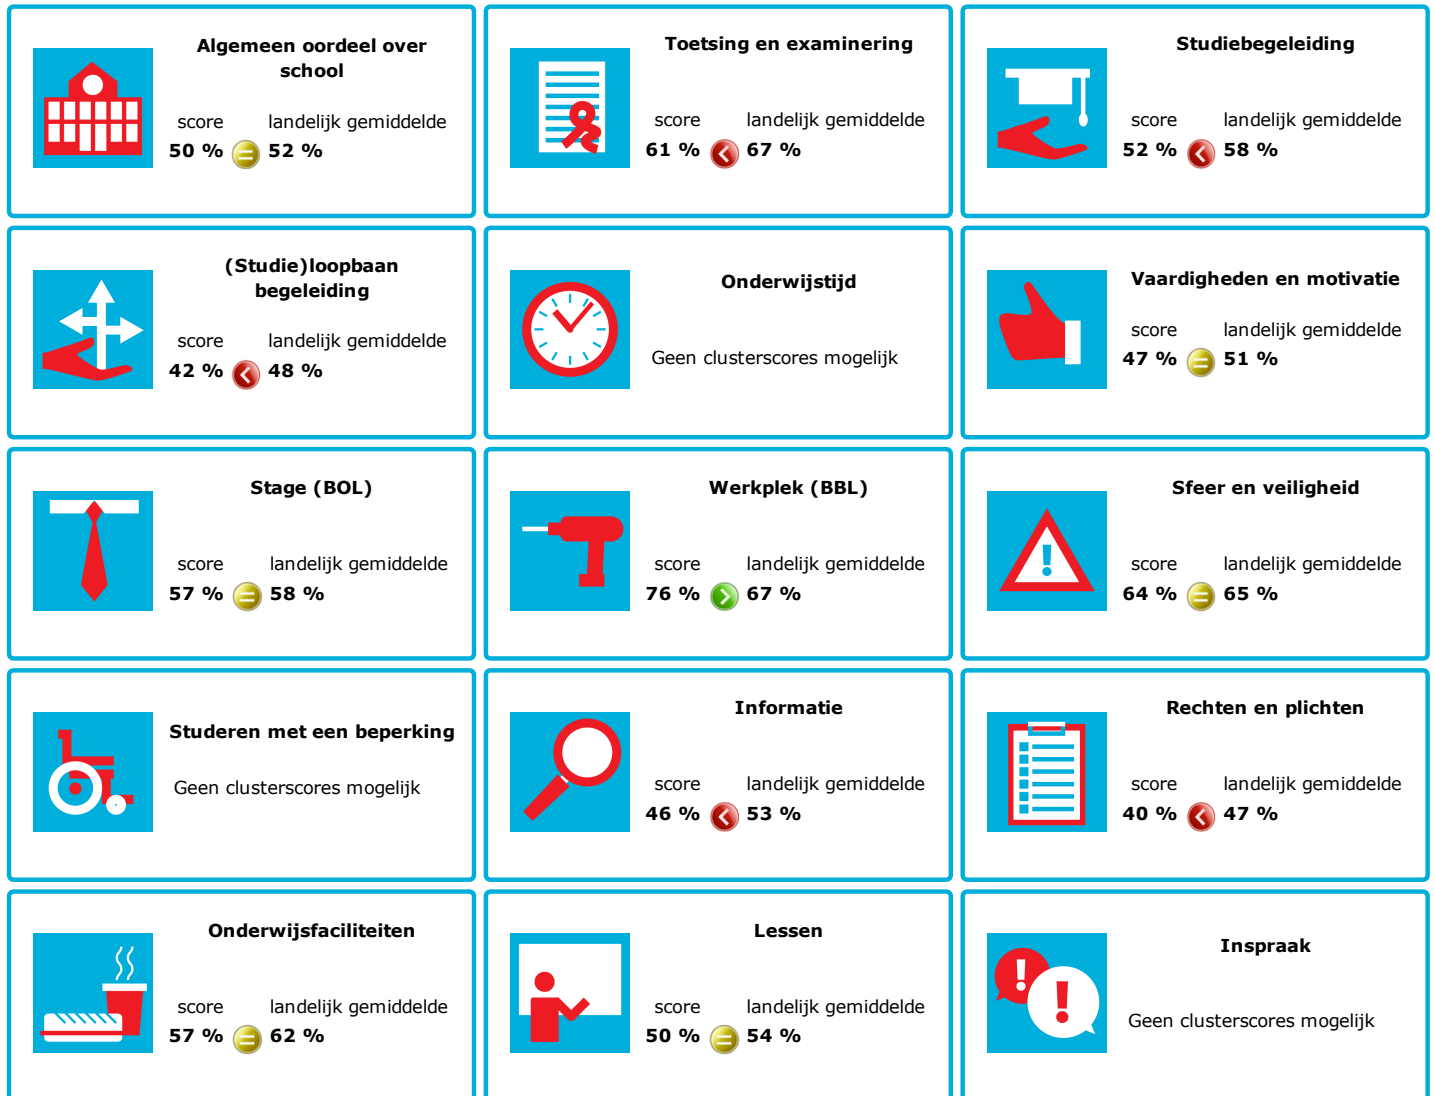 Algemeen oordeel over
school
score landelijk gemiddelde
50 % = 52 %
Toetsing en examinering
score landelijk gemiddelde
61 % < 67 %
Studiebegeleiding
score landelijk gemiddelde
52 % < 58 %
(Studie)loopbaan
begeleiding
score landelijk gemiddelde
42 % < 48 %
Onderwijstijd
Geen clusterscores mogelijk
Vaardigheden en motivatie
score landelijk gemiddelde
47 % = 51 %
Stage (BOL)
score landelijk gemiddelde
57 % = 58 %
Werkplek (BBL)
score landelijk gemiddelde
76 % > 67 %
Sfeer en veiligheid
score landelijk gemiddelde
64 % = 65 %
Studeren met een beperking
Geen clusterscores mogelijk
Informatie
score landelijk gemiddelde
46 % < 53 %
Rechten en plichten
score landelijk gemiddelde
40 % < 47 %
Onderwijsfaciliteiten
score landelijk gemiddelde
57 % = 62 %
Lessen
score landelijk gemiddelde
50 % = 54 %
Inspraak
Geen clusterscores mogelijk